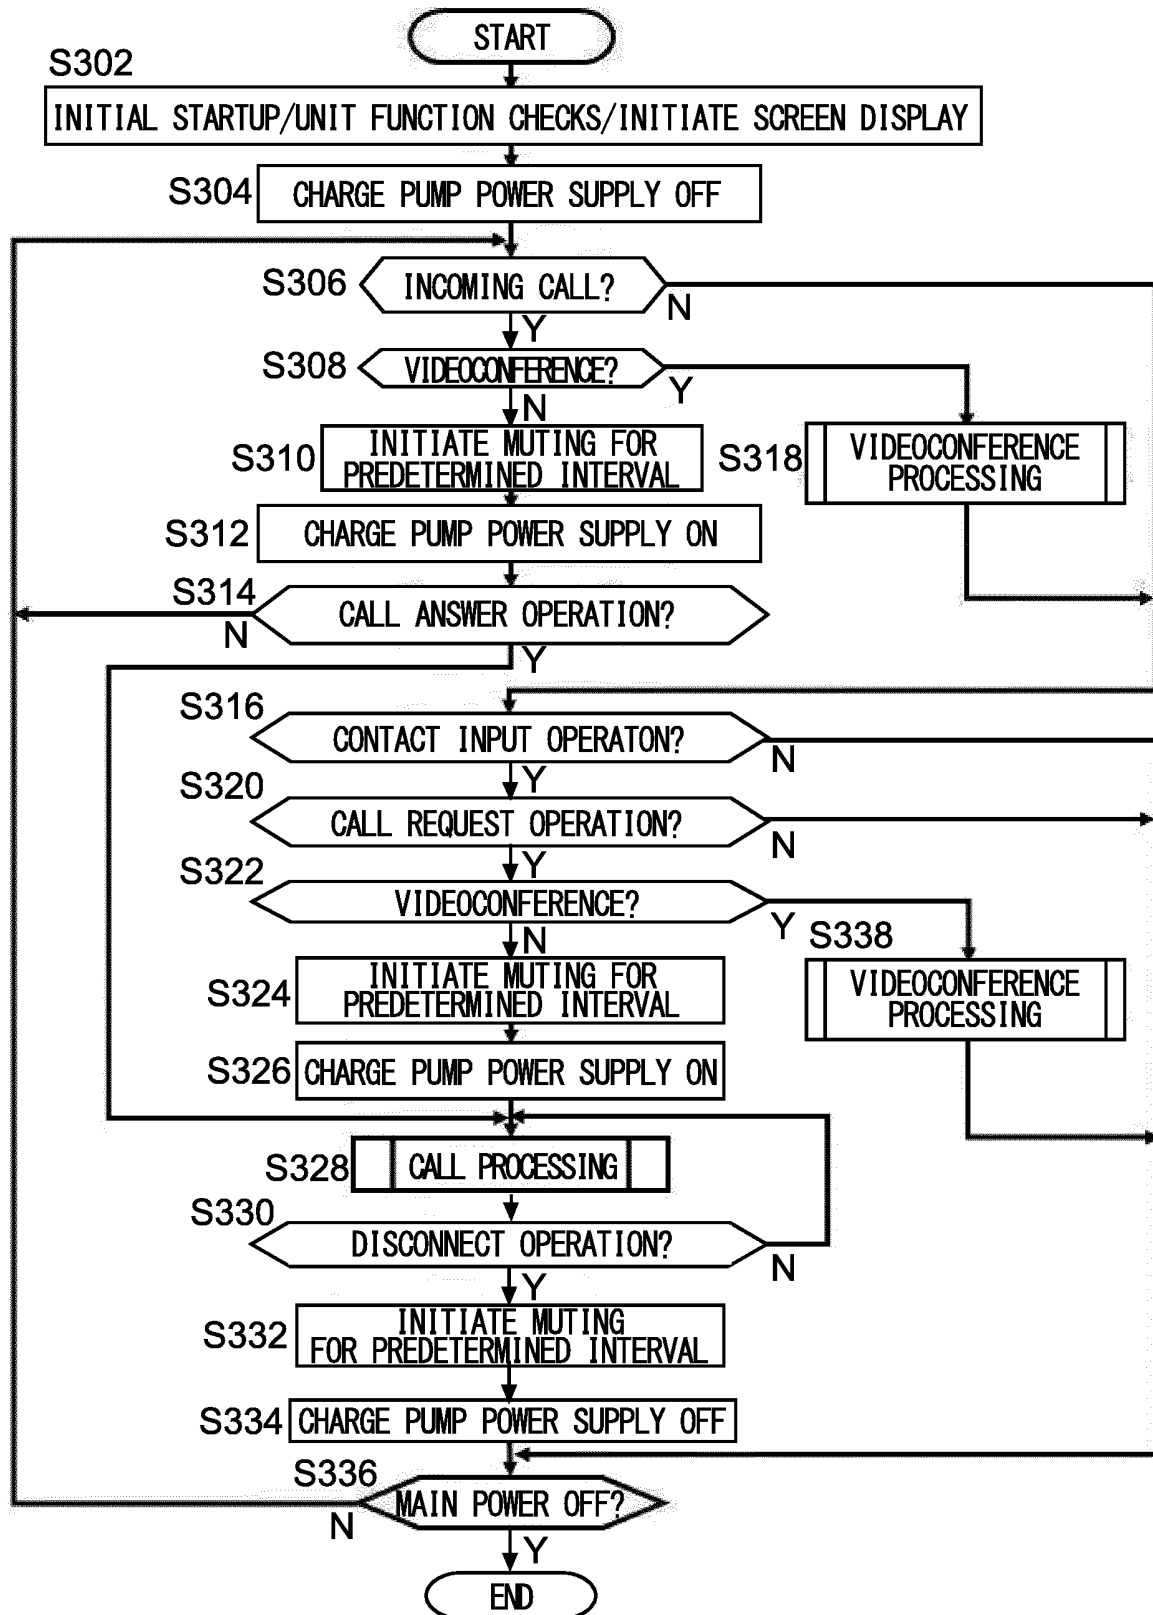 START
S302
INITIAL STARTUP/UNIT FUNCTION CHECKS/INITIATE SCREEN DISPLAY
S304
CHARGE PUMP POWER SUPPLY OFF
S306
INCOMING CALL?
N
Y
S308
VIDEOCONFERENCE?
Y
N
S310
INITIATE MUTING FOR
PREDETERMINED INTERVAL
S318
VIDEOCONFERENCE
PROCESSING
S312
CHARGE PUMP POWER SUPPLY ON
S314
CALL ANSWER OPERATION?
N
Y
S316
CONTACT INPUT OPERATON?
N
Y
S320
CALL REQUEST OPERATION?
N
Y
S322
VIDEOCONFERENCE?
Y
N
S338
VIDEOCONFERENCE
PROCESSING
S324
INITIATE MUTING FOR
PREDETERMINED INTERVAL
S326
CHARGE PUMP POWER SUPPLY ON
S328
CALL PROCESSING
S330
DISCONNECT OPERATION?
N
Y
S332
INITIATE MUTING
FOR PREDETERMINED INTERVAL
S334
CHARGE PUMP POWER SUPPLY OFF
S336
MAIN POWER OFF?
N
Y
END